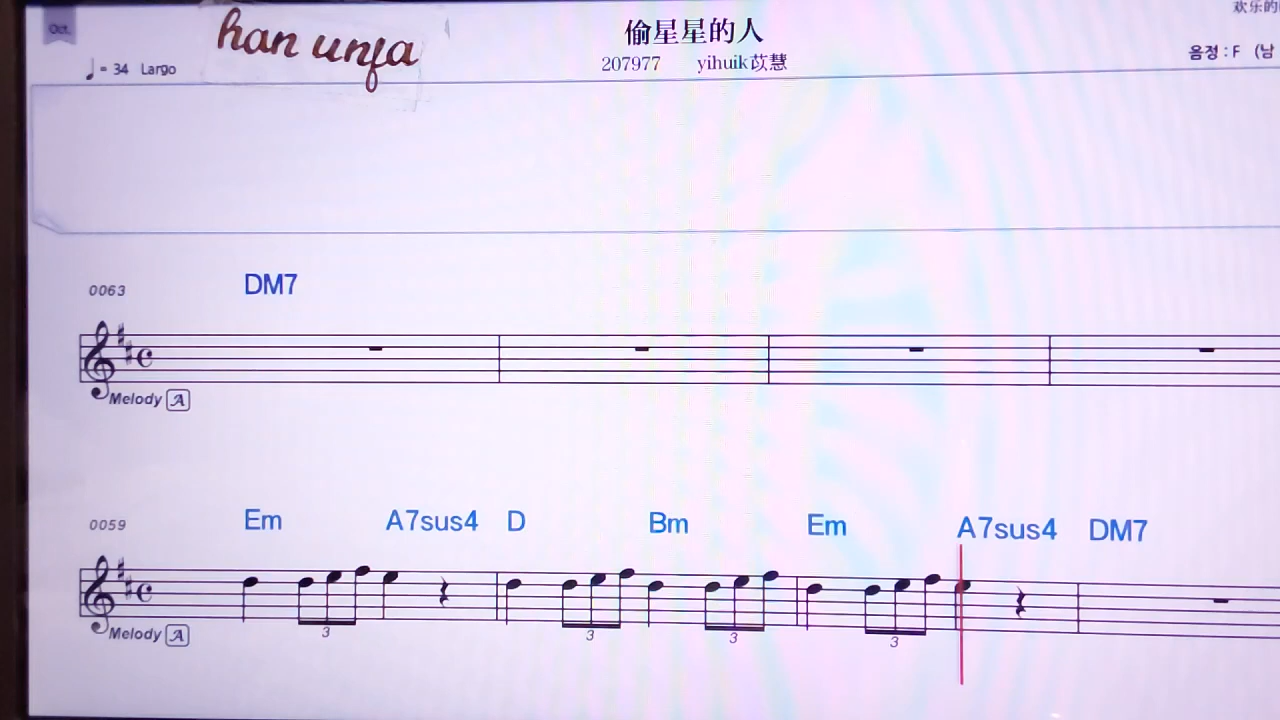 Oct.
han unfa
偷星星的人
欢乐的
♩ = 34 Largo
207977 yihuik苡慧
음정 : F (남
0063 DM7
Melody A
0059 Em A7sus4 D Bm Em A7sus4 DM7
Melody A
3 3 3 3